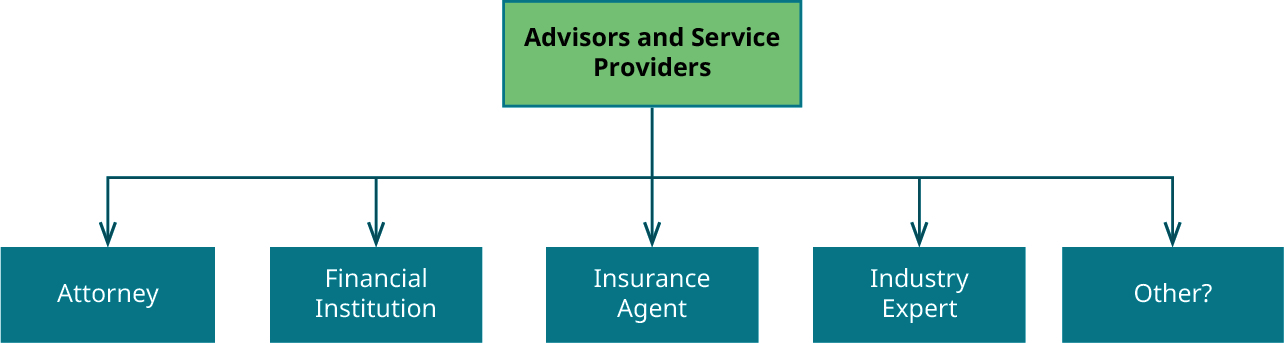 Advisors and Service
Providers
Attorney
Financial
Institution
Insurance
Agent
Industry
Expert
Other?